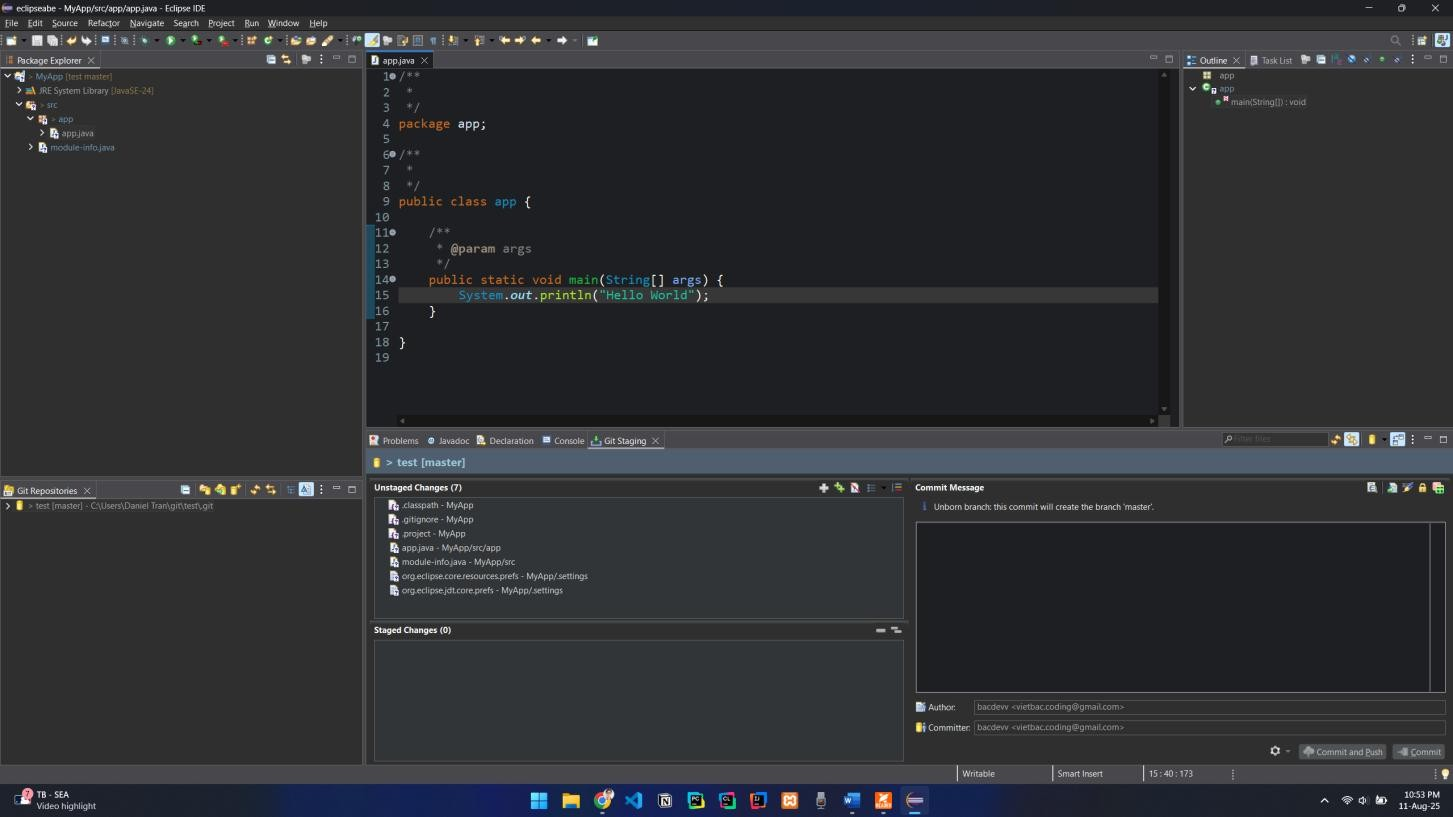 eclipseabe - MyApp/src/app/app.java - Eclipse IDE
File Edit Source Refactor Navigate Search Project Run Window Help
Package Explorer
> MyApp [test master]
JRE System Library [JavaSE-24]
> src
> app
app.java
module-info.java
app.java
1 /**
2  *
3  */
4 package app;
5
6 /**
7  *
8  */
9 public class app {
10
11     /**
12      * @param args
13      */
14     public static void main(String[] args) {
15         System.out.println("Hello World");
16     }
17
18 }
19
Outline Task List
app
app
main(String[]) : void
Git Repositories
> test [master] - C:\Users\Daniel Tran\git\test\.git
Problems Javadoc Declaration Console Git Staging
Filter files
> test [master]
Unstaged Changes (7)
.classpath - MyApp
.gitignore - MyApp
.project - MyApp
app.java - MyApp/src/app
module-info.java - MyApp/src
org.eclipse.core.resources.prefs - MyApp/.settings
org.eclipse.jdt.core.prefs - MyApp/.settings
Staged Changes (0)
Commit Message
Unborn branch: this commit will create the branch 'master'.
Author: bacdevv <vietbac.coding@gmail.com>
Committer: bacdevv <vietbac.coding@gmail.com>
Commit and Push Commit
Writable Smart Insert 15 : 40 : 173
7
TB - SEA
Video highlight
10:53 PM
11-Aug-25